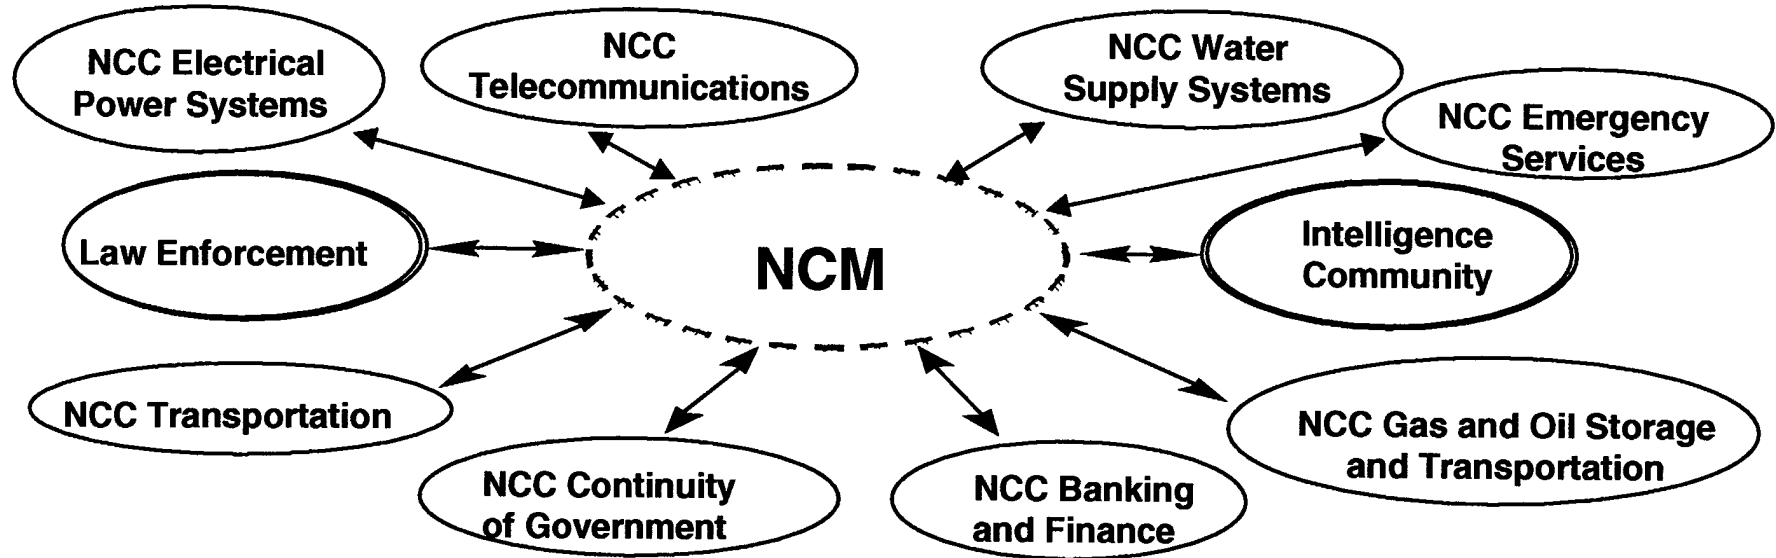 NCC Electrical
Power Systems
NCC
Telecommunications
NCC Water
Supply Systems
NCC Emergency
Services
Law Enforcement
NCM
Intelligence
Community
NCC Transportation
NCC Continuity
of Government
NCC Banking
and Finance
NCC Gas and Oil Storage
and Transportation